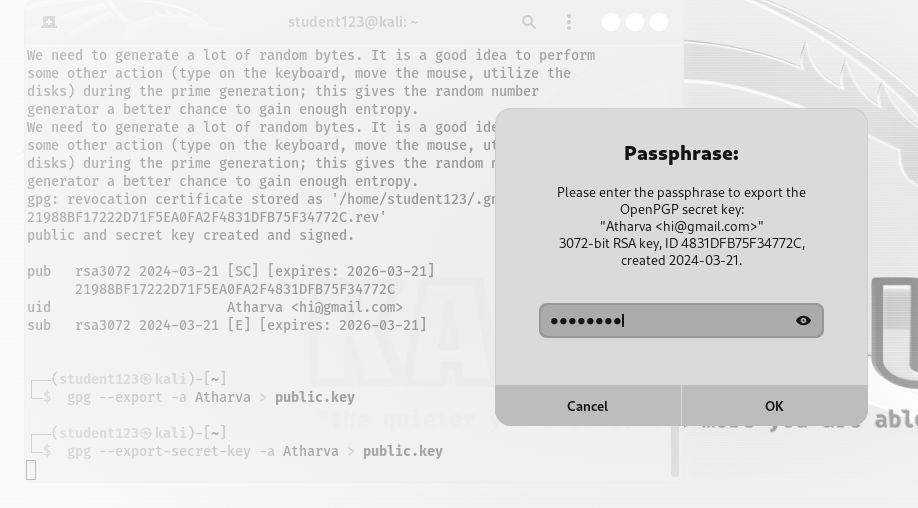 student123@kali: ~
We need to generate a lot of random bytes. It is a good idea to perform
some other action (type on the keyboard, move the mouse, utilize the
disks) during the prime generation; this gives the random number
generator a better chance to gain enough entropy.
We need to generate a lot of random bytes. It is a good ide
some other action (type on the keyboard, move the mouse, ut
disks) during the prime generation; this gives the random n
generator a better chance to gain enough entropy.
gpg: revocation certificate stored as '/home/student123/.gn
21988BF17222D71F5EA0FA2F4831DFB75F34772C.rev'
public and secret key created and signed.
pub   rsa3072 2024-03-21 [SC] [expires: 2026-03-21]
21988BF17222D71F5EA0FA2F4831DFB75F34772C
uid                      Atharva <hi@gmail.com>
sub   rsa3072 2024-03-21 [E] [expires: 2026-03-21]
┌──(student123㉿kali)-[~]
└─$ gpg --export -a Atharva > public.key
┌──(student123㉿kali)-[~]
└─$ gpg --export-secret-key -a Atharva > public.key
Passphrase:
Please enter the passphrase to export the
OpenPGP secret key:
"Atharva <hi@gmail.com>"
3072-bit RSA key, ID 4831DFB75F34772C,
created 2024-03-21.
●●●●●●●●
Cancel
OK
KA
U
"the quieter y
more you are able